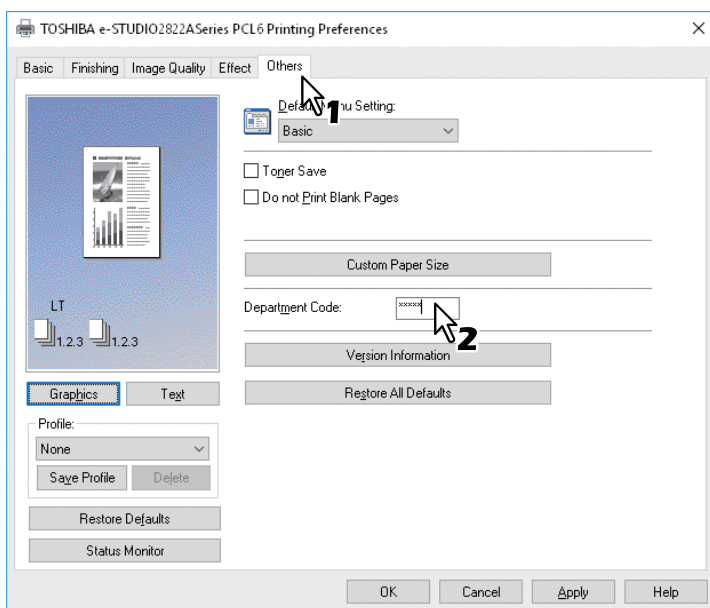 TOSHIBA e-STUDIO2822ASeries PCL6 Printing Preferences
Basic Finishing Image Quality Effect Others
1
Default Menu Setting:
Basic
Toner Save
Do not Print Blank Pages
Custom Paper Size
LT
1.2.3 1.2.3
Department Code: xxxxx
2
Version Information
Graphics Text
Restore All Defaults
Profile:
None
Save Profile Delete
Restore Defaults
Status Monitor
OK Cancel Apply Help